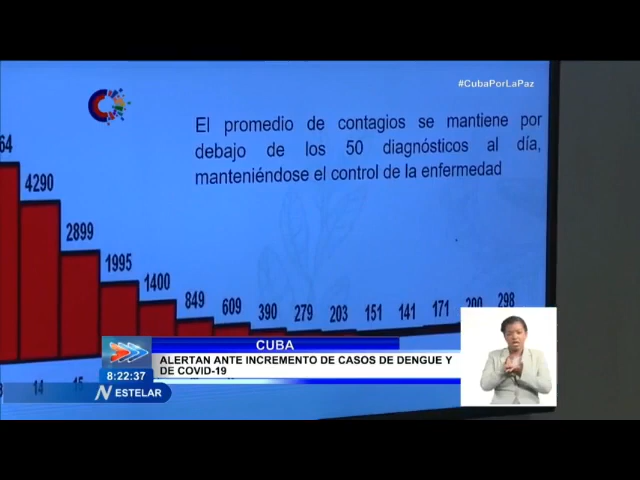 #CubaPorLaPaz
El promedio de contagios se mantiene por
debajo de los 50 diagnósticos al día,
manteniéndose el control de la enfermedad
64
4290
2899
1995
1400
849
609
390
279
203
151
141
171
200
298
14
15
CUBA
ALERTAN ANTE INCREMENTO DE CASOS DE DENGUE Y
DE COVID-19
8:22:37
N ESTELAR